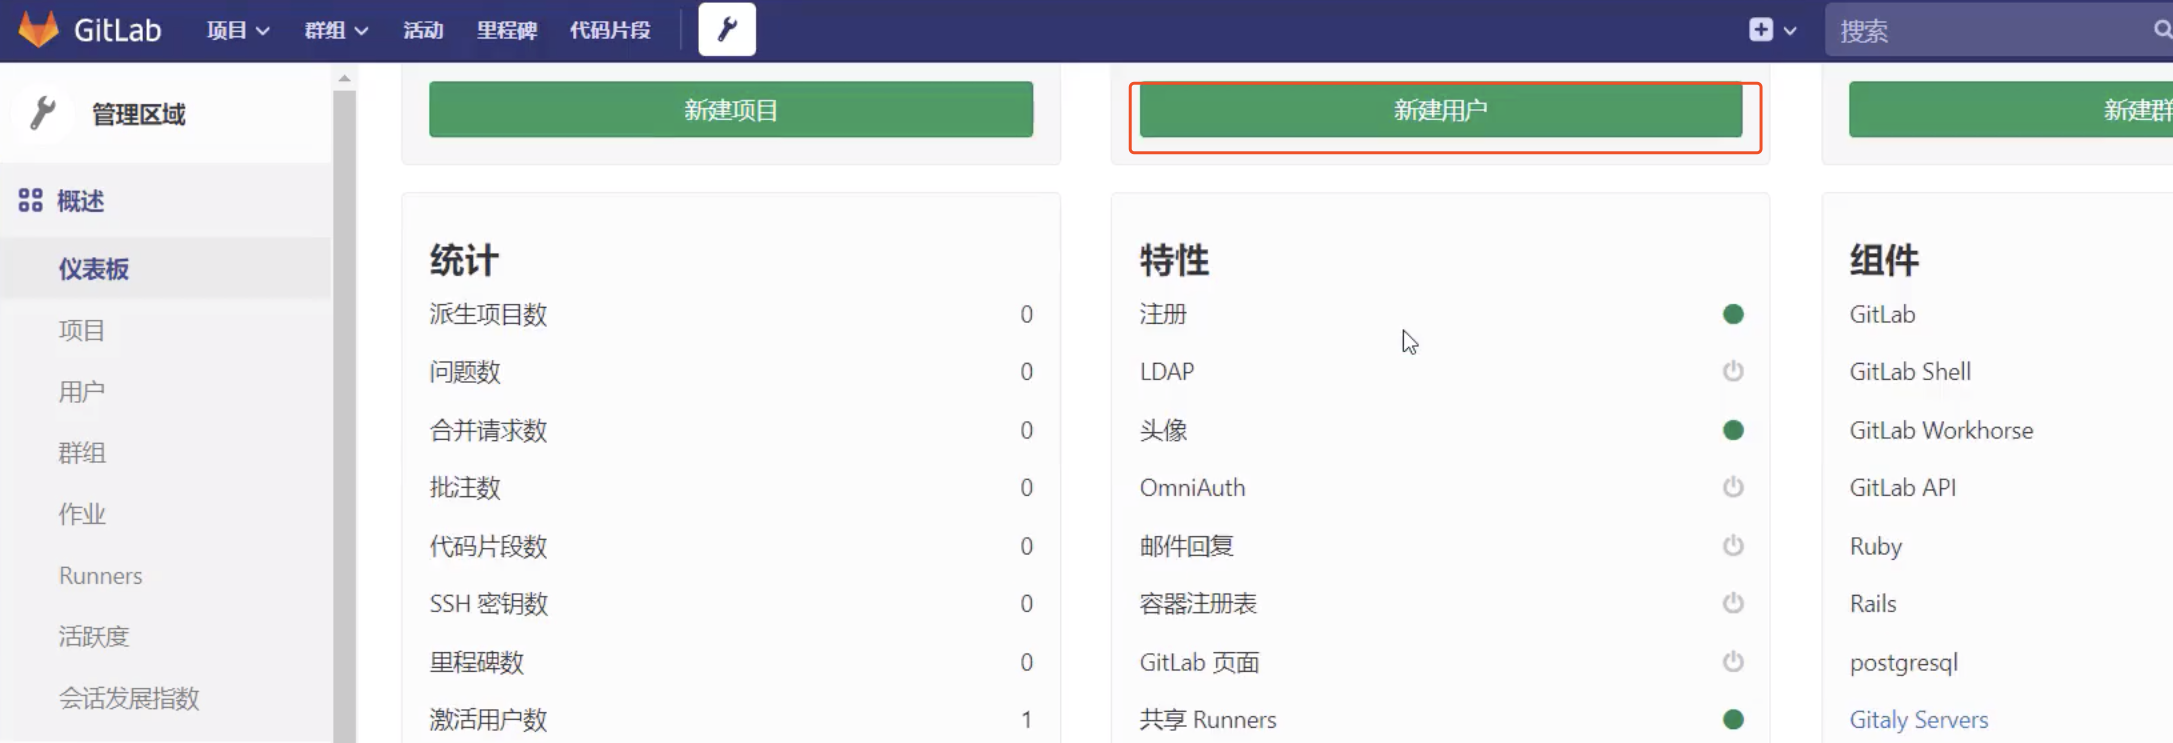 GitLab 项目 群组 活动 里程碑 代码片段 搜索
管理区域
概述
仪表板
项目
用户
群组
作业
Runners
活跃度
会话发展指数
新建项目
新建用户
新建群
统计
派生项目数 0
问题数 0
合并请求数 0
批注数 0
代码片段数 0
SSH 密钥数 0
里程碑数 0
激活用户数 1
特性
注册
LDAP
头像
OmniAuth
邮件回复
容器注册表
GitLab 页面
共享 Runners
组件
GitLab
GitLab Shell
GitLab Workhorse
GitLab API
Ruby
Rails
postgresql
Gitaly Servers